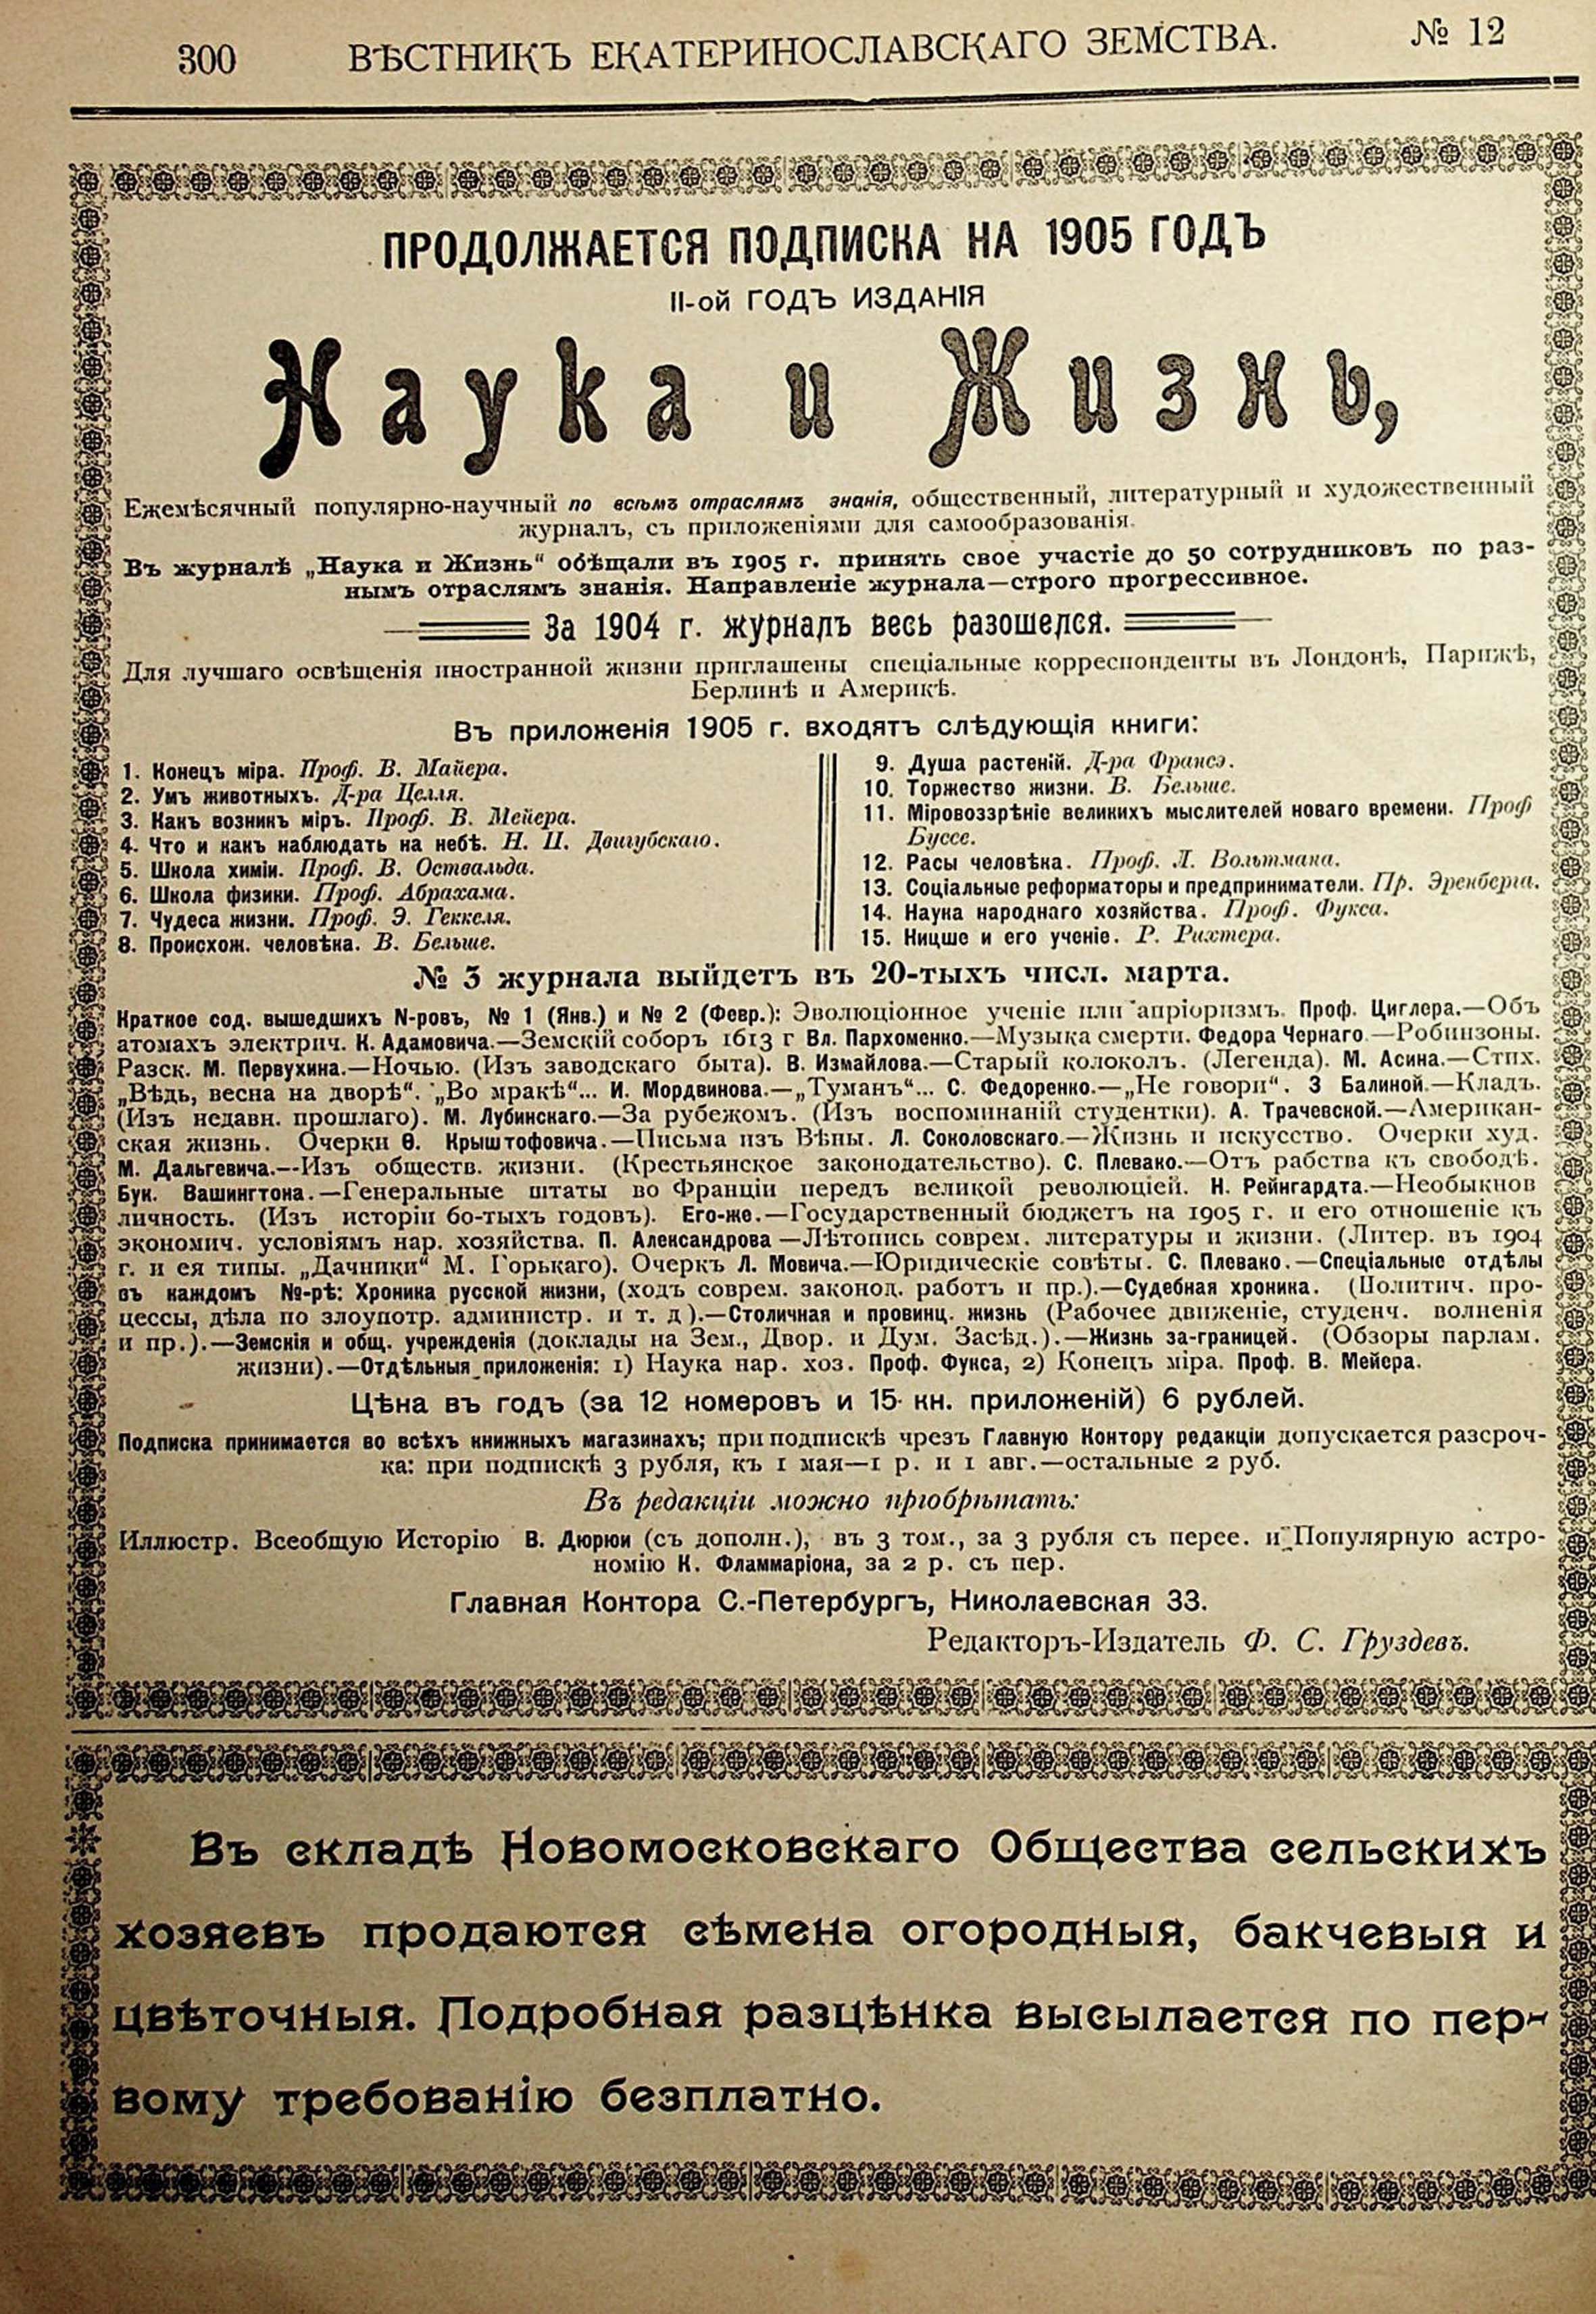 300 ВѢСТНИКЪ ЕКАТЕРИНОСЛАВСКАГО ЗЕМСТВА. № 12
ПРОДОЛЖАЕТСЯ ПОДПИСКА НА 1905 ГОДЪ
II-ой ГОДЪ ИЗДАНІЯ
Наука и Жизнь,
Ежемѣсячный популярно-научный по всѣмъ отраслямъ знанія, общественный, литературный и художественный
журналъ, съ приложеніями для самообразованія.
Въ журналѣ „Наука и Жизнь“ обѣщали въ 1905 г. принять свое участіе до 50 сотрудниковъ по раз-
нымъ отраслямъ знанія. Направленіе журнала—строго прогрессивное.
За 1904 г. журналъ весь разошелся.
Для лучшаго освѣщенія иностранной жизни приглашены спеціальные корреспонденты въ Лондонѣ, Парижѣ,
Берлинѣ и Америкѣ.
Въ приложенія 1905 г. входятъ слѣдующія книги:
1. Конецъ міра. Проф. В. Майера.
2. Умъ животныхъ. Д-ра Целля.
3. Какъ возникъ міръ. Проф. В. Мейера.
4. Что и какъ наблюдать на небѣ. Н. П. Двигубскаго.
5. Школа химіи. Проф. В. Оствальда.
6. Школа физики. Проф. Абрахама.
7. Чудеса жизни. Проф. Э. Геккеля.
8. Происхож. человѣка. В. Бельше.
9. Душа растеній. Д-ра Франсэ.
10. Торжество жизни. В. Бельше.
11. Міровоззрѣніе великихъ мыслителей новаго времени. Проф
Буссе.
12. Расы человѣка. Проф. Л. Вольтмана.
13. Соціальные реформаторы и предприниматели. Пр. Эренберга.
14. Наука народнаго хозяйства. Проф. Фукса.
15. Ницше и его ученіе. Р. Рихтера.
№ 3 журнала выйдетъ въ 20-тыхъ числ. марта.
Краткое сод. вышедшихъ N-ровъ, № 1 (Янв.) и № 2 (Февр.): Эволюціонное ученіе или апріоризмъ. Проф. Циглера.—Объ
атомахъ электрич. К. Адамовича.—Земскій соборъ 1613 г Вл. Пархоменко.—Музыка смерти. Федора Чернаго.—Робинзоны.
Разск. М. Первухина.—Ночью. (Изъ заводскаго быта). В. Измайлова.—Старый колоколъ. (Легенда). М. Асина.—Стих.
„Вѣдь, весна на дворѣ“. „Во мракѣ“... И. Мордвинова.—„Туманъ“... С. Федоренко.—„Не говори“. З Балиной.—Кладъ.
(Изъ недавн. прошлаго). М. Лубинскаго.—За рубежомъ. (Изъ воспоминаній студентки). А. Трачевской.—Американ-
ская жизнь. Очерки Ѳ. Крыштофовича.—Письма изъ Вѣны. Л. Соколовскаго.—Жизнь и искусство. Очерки худ.
М. Дальгевича.—Изъ обществ. жизни. (Крестьянское законодательство). С. Плевако.—Отъ рабства къ свободѣ.
Бук. Вашингтона.—Генеральные штаты во Франціи передъ великой революціей. Н. Рейнгардта.—Необыкнов
личность. (Изъ исторіи 60-тыхъ годовъ). Его-же.—Государственный бюджетъ на 1905 г. и его отношеніе къ
экономич. условіямъ нар. хозяйства. П. Александрова—Лѣтопись соврем. литературы и жизни. (Литер. въ 1904
г. и ея типы. „Дачники“ М. Горькаго). Очеркъ Л. Мовича.—Юридическіе совѣты. С. Плевако.—Спеціальные отдѣлы
въ каждомъ №-рѣ: Хроника русской жизни, (ходъ соврем. законод. работъ и пр.).—Судебная хроника. (Политич. про-
цессы, дѣла по злоупотр. администр. и т. д).—Столичная и провинц. жизнь (Рабочее движеніе, студенч. волненія
и пр.).—Земскія и общ. учрежденія (доклады на Зем., Двор. и Дум. Засѣд.).—Жизнь за-границей. (Обзоры парлам.
жизни).—Отдѣльныя приложенія: 1) Наука нар. хоз. Проф. Фукса, 2) Конецъ міра. Проф. В. Мейера.
Цѣна въ годъ (за 12 номеровъ и 15 кн. приложеній) 6 рублей.
Подписка принимается во всѣхъ книжныхъ магазинахъ; при подпискѣ чрезъ Главную Контору редакціи допускается разсроч-
ка: при подпискѣ 3 рубля, къ 1 мая—1 р. и 1 авг.—остальные 2 руб.
Въ редакціи можно пріобрѣтать:
Иллюстр. Всеобщую Исторію В. Дюрюи (съ дополн.), въ 3 том., за 3 рубля съ перес. и Популярную астро-
номію К. Фламмаріона, за 2 р. съ пер.
Главная Контора С.-Петербургъ, Николаевская 33.
Редакторъ-Издатель Ф. С. Груздевъ.
Въ складѣ Новомосковскаго Общества сельскихъ
хозяевъ продаются сѣмена огородныя, бакчевыя и
цвѣточныя. Подробная разцѣнка высылается по пер-
вому требованію безплатно.